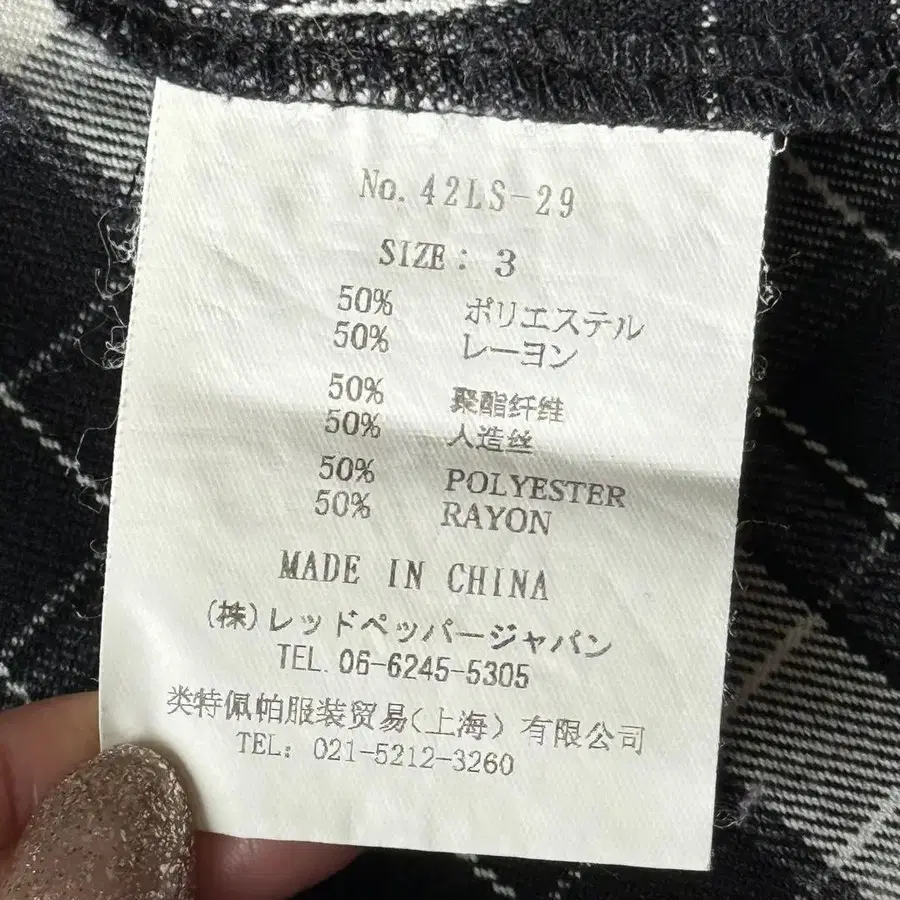 No. 42LS-29
SIZE: 3
50% ポリエステル
50% レーヨン
50% 聚酯纤维
50% 人造丝
50% POLYESTER
50% RAYON
MADE IN CHINA
(株)レッドペッパージャパン
TEL. 06-6245-5305
类特佩帕服装贸易(上海)有限公司
TEL: 021-5212-3260